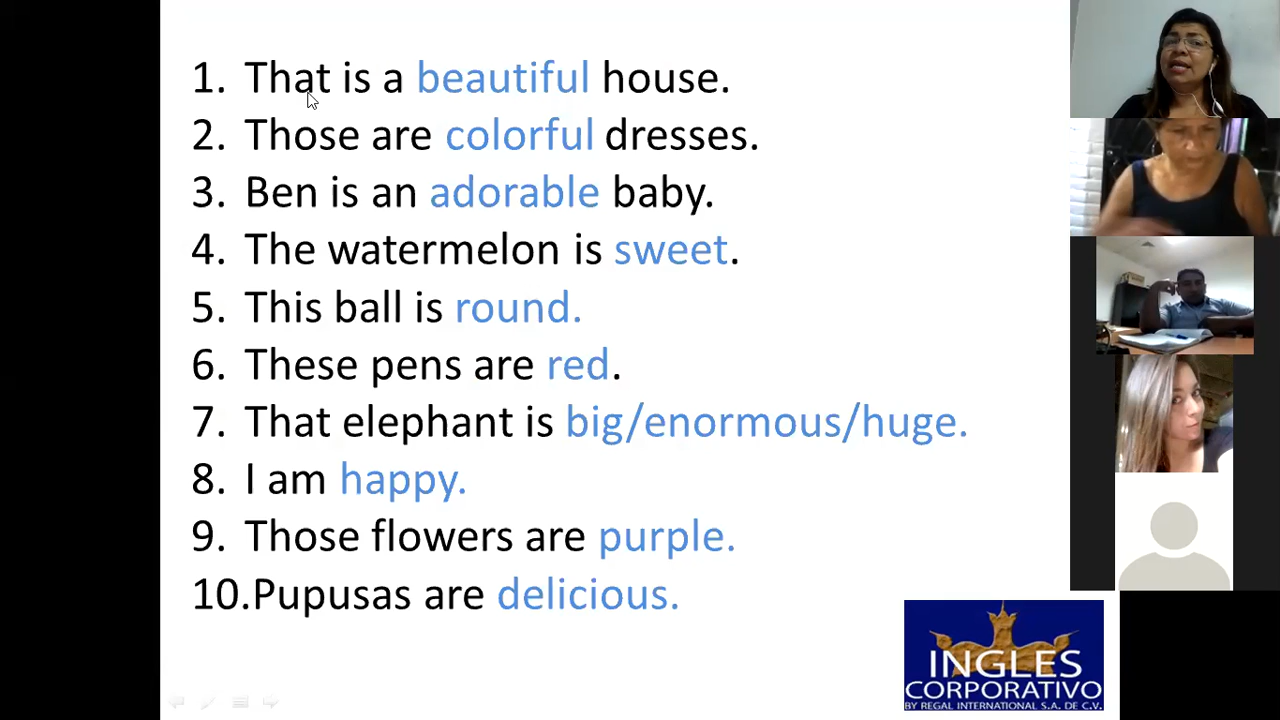 1. That is a beautiful house.
2. Those are colorful dresses.
3. Ben is an adorable baby.
4. The watermelon is sweet.
5. This ball is round.
6. These pens are red.
7. That elephant is big/enormous/huge.
8. I am happy.
9. Those flowers are purple.
10.Pupusas are delicious.
INGLES
CORPORATIVO
BY REGAL INTERNATIONAL S.A. DE C.V.